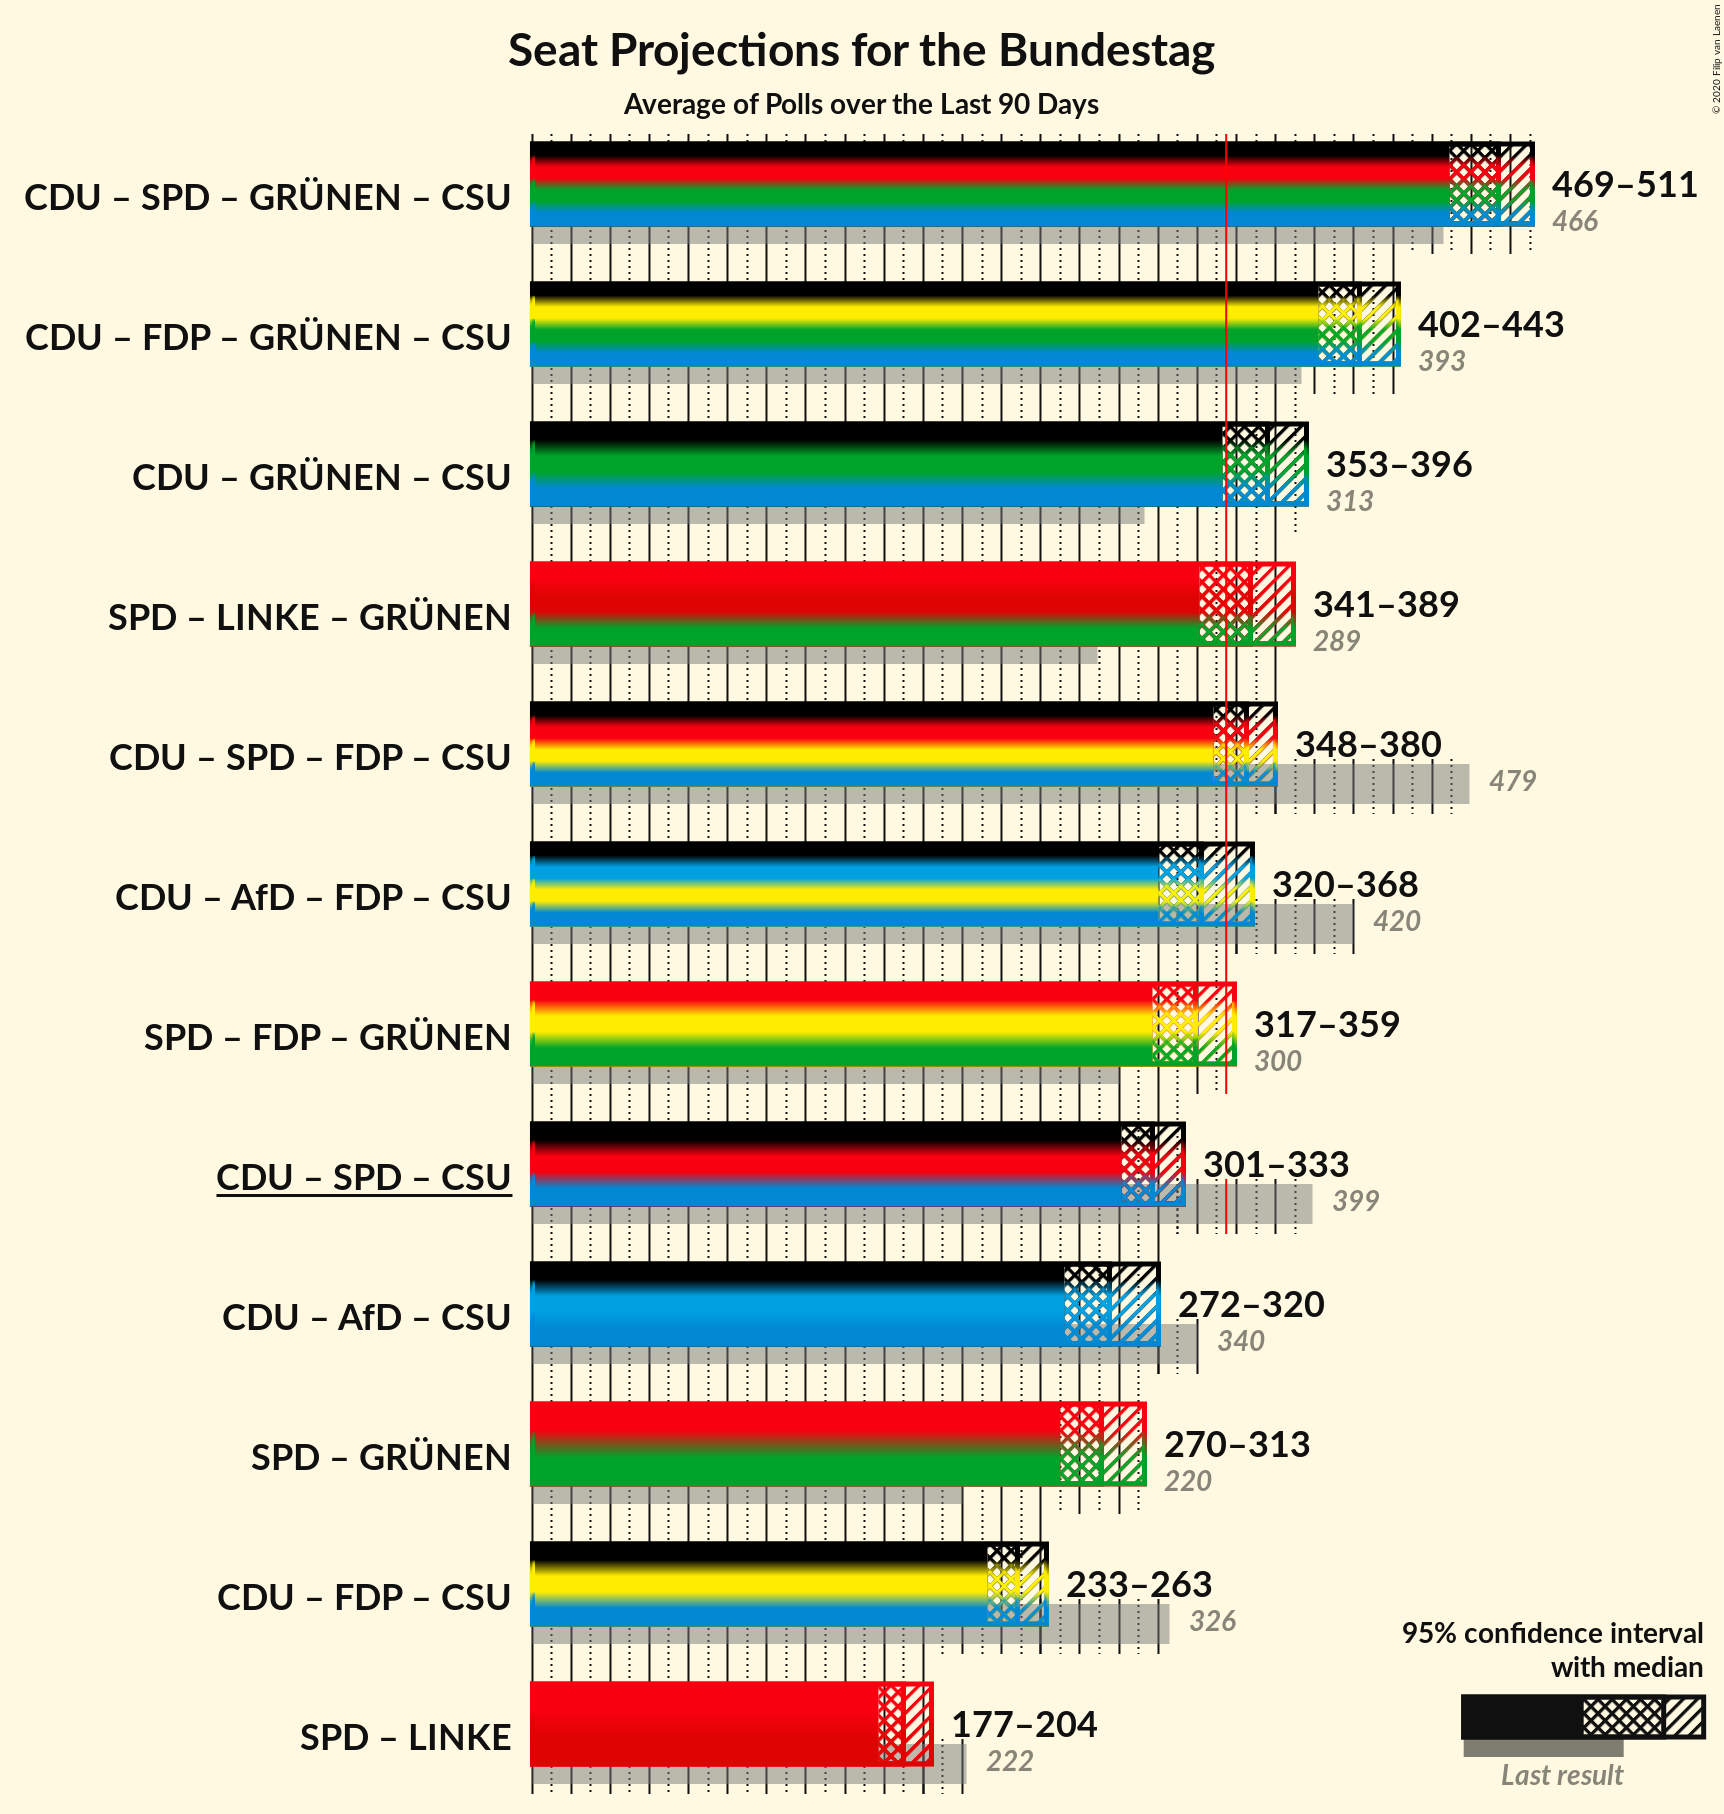 Seat Projections for the Bundestag
Average of Polls over the Last 90 Days
© 2020 Filip van Laenen
CDU – SPD – GRÜNEN – CSU
469–511
466
CDU – FDP – GRÜNEN – CSU
402–443
393
CDU – GRÜNEN – CSU
353–396
313
SPD – LINKE – GRÜNEN
341–389
289
CDU – SPD – FDP – CSU
348–380
479
CDU – AfD – FDP – CSU
320–368
420
SPD – FDP – GRÜNEN
317–359
300
CDU – SPD – CSU
301–333
399
CDU – AfD – CSU
272–320
340
SPD – GRÜNEN
270–313
220
CDU – FDP – CSU
233–263
326
SPD – LINKE
177–204
222
95% confidence interval
with median
Last result